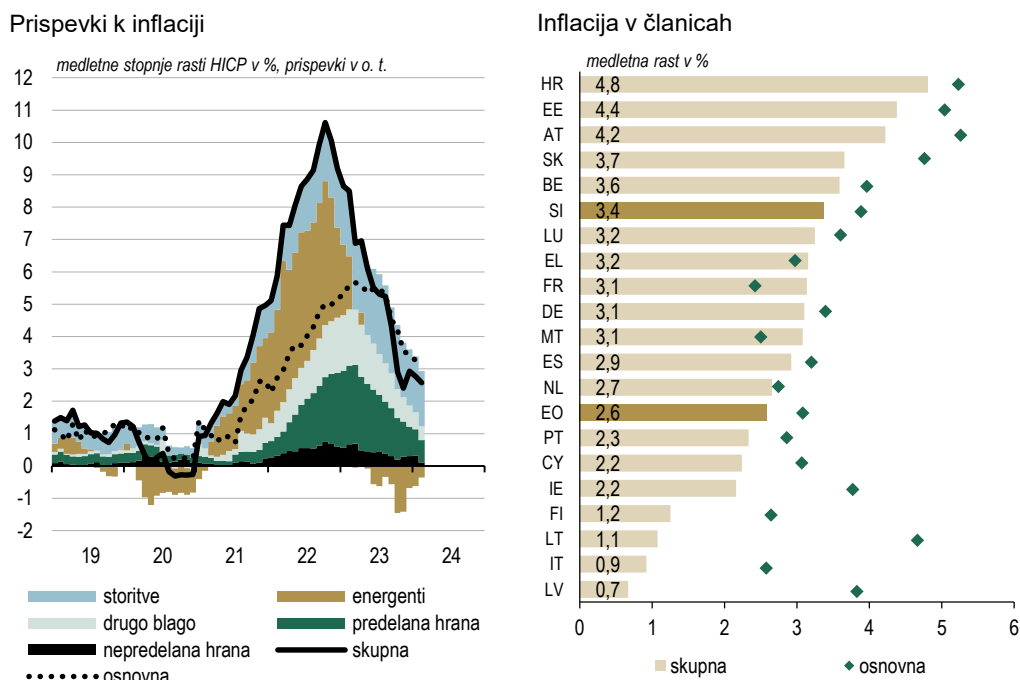 Prispevki k inflaciji
medletne stopnje rasti HICP v %, prispevki v o. t.
12
11
10
9
8
7
6
5
4
3
2
1
0
-1
-2
19 20 21 22 23 24
storitve energenti
drugo blago predelana hrana
nepredelana hrana skupna
osnovna
Inflacija v članicah
medletna rast v %
HR 4,8
EE 4,4
AT 4,2
SK 3,7
BE 3,6
SI 3,4
LU 3,2
EL 3,2
FR 3,1
DE 3,1
MT 3,1
ES 2,9
NL 2,7
EO 2,6
PT 2,3
CY 2,2
IE 2,2
FI 1,2
LT 1,1
IT 0,9
LV 0,7
0 1 2 3 4 5 6
skupna osnovna